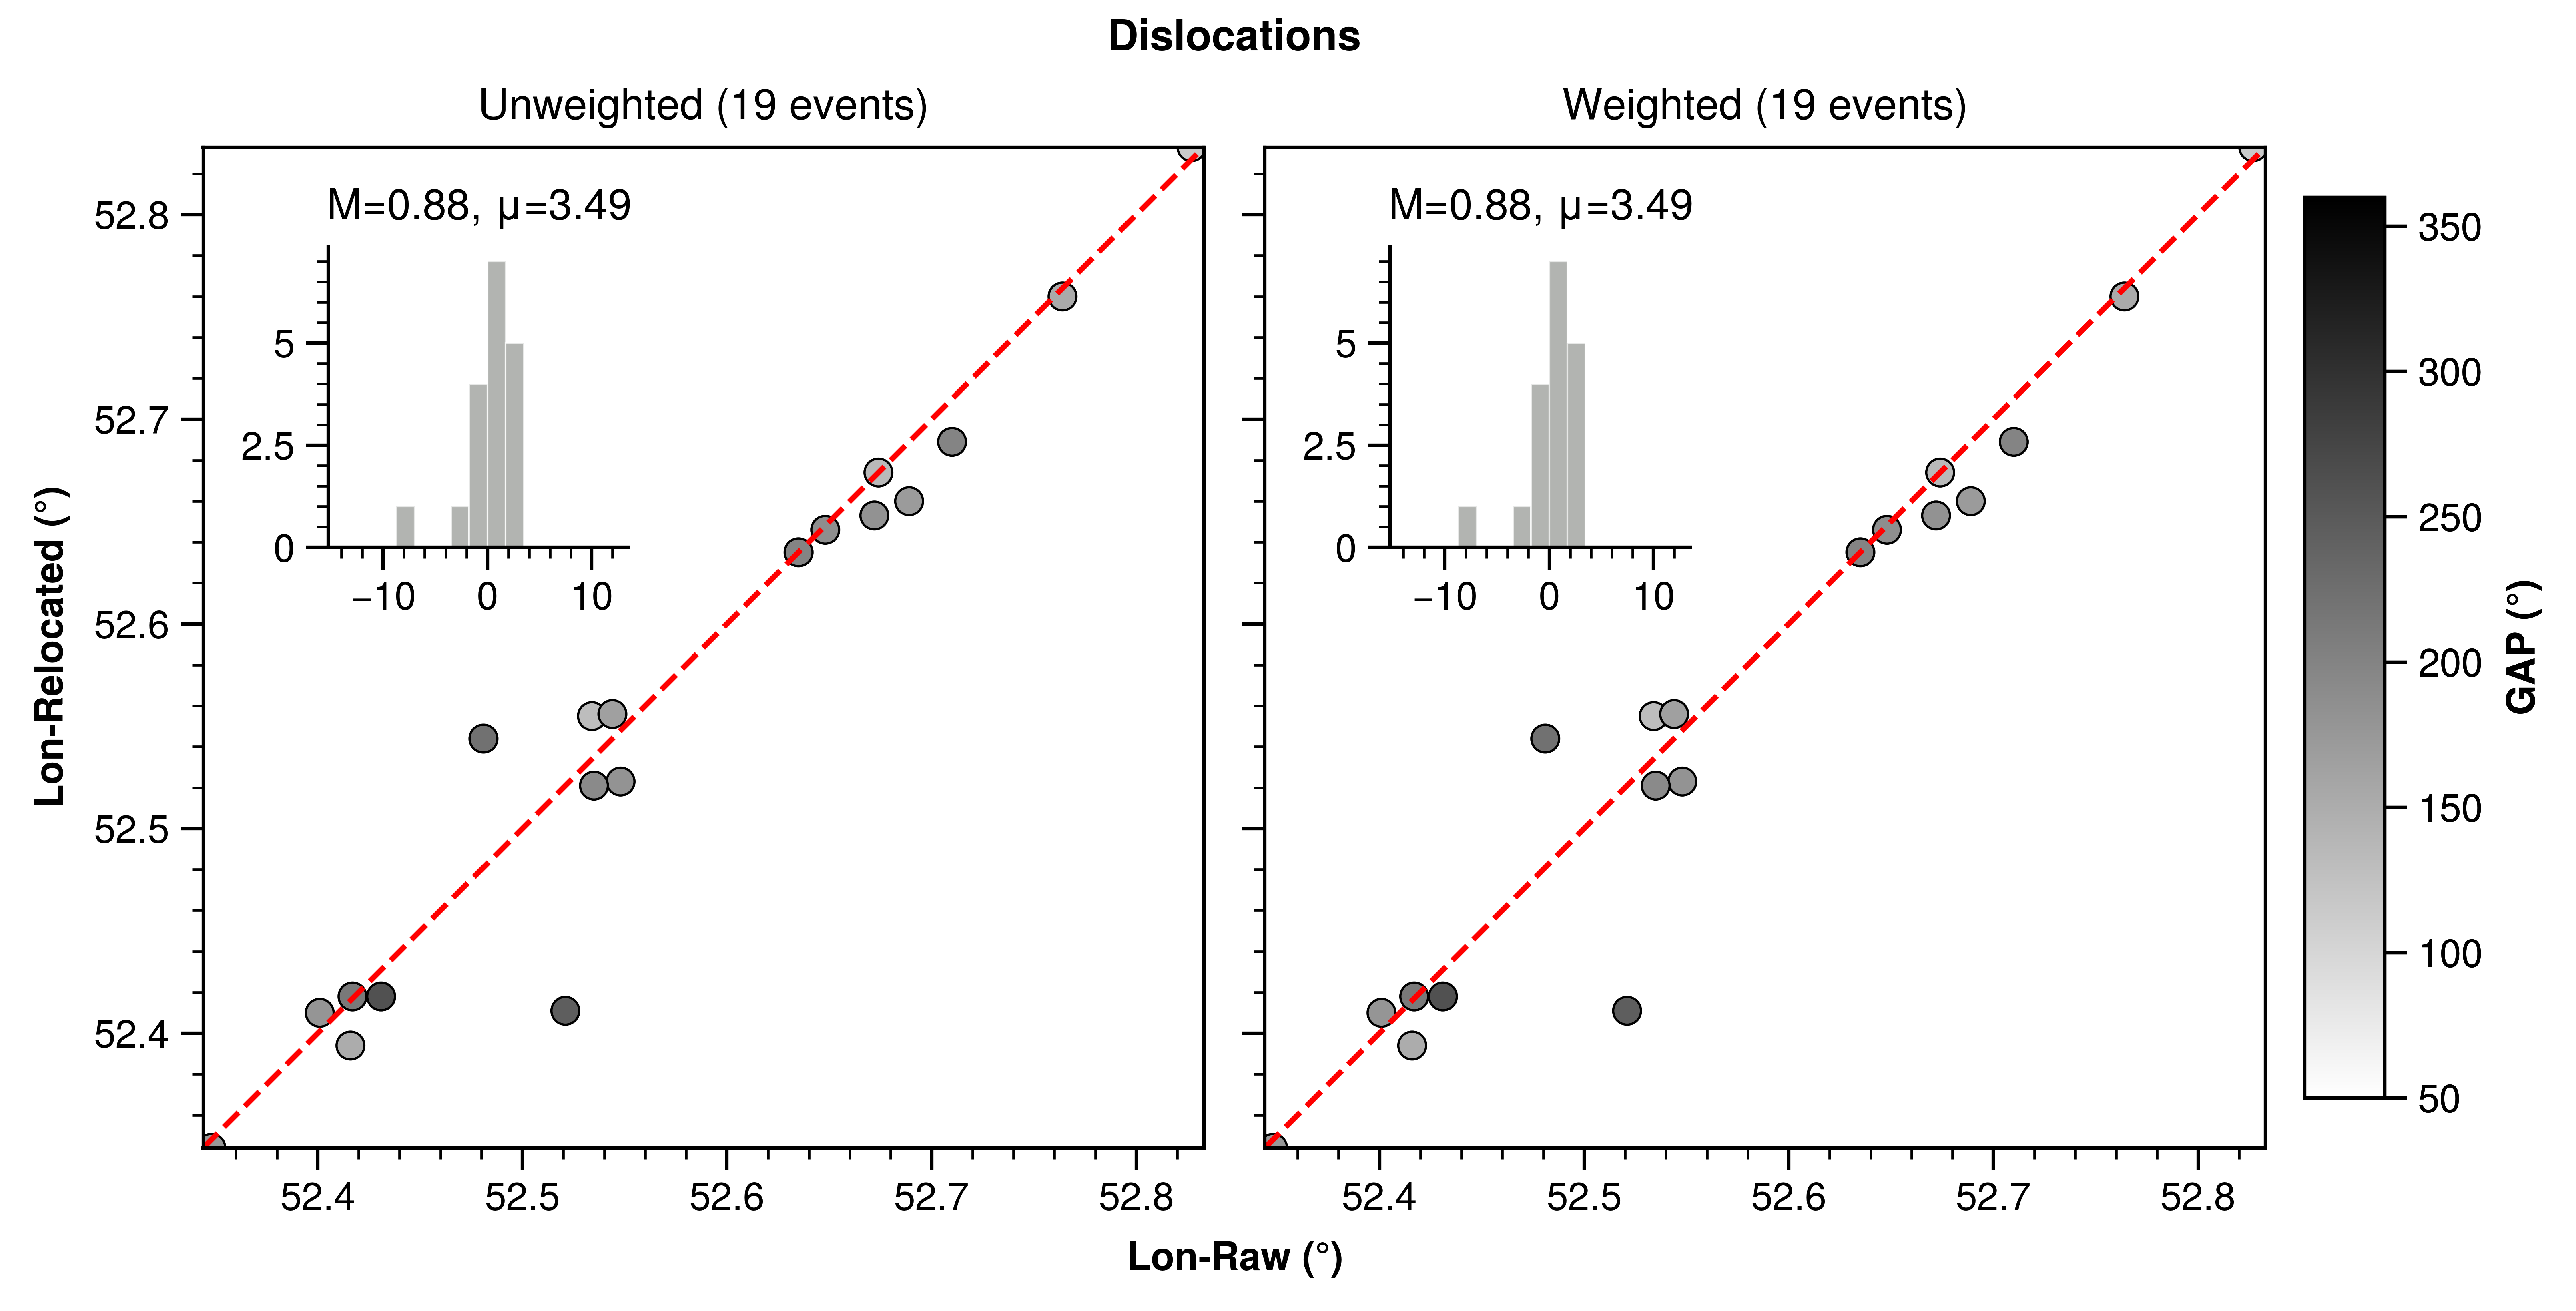 Dislocations
Unweighted (19 events)
Weighted (19 events)
M=0.88, µ=3.49
5
2.5
0
−10 0 10
M=0.88, µ=3.49
5
2.5
0
−10 0 10
Lon-Relocated (°)
52.8
52.7
52.6
52.5
52.4
52.4 52.5 52.6 52.7 52.8
52.4 52.5 52.6 52.7 52.8
Lon-Raw (°)
350
300
250
200
150
100
50
GAP (°)